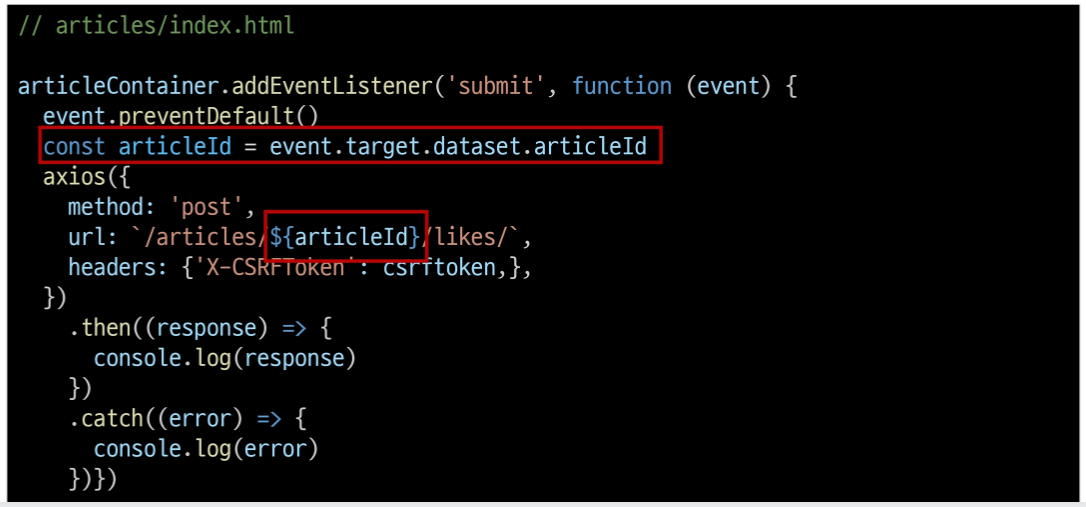 // articles/index.html
articleContainer.addEventListener('submit', function (event) {
event.preventDefault()
const articleId = event.target.dataset.articleId
axios({
method: 'post',
url: `/articles/${articleId}/likes/`,
headers: {'X-CSRFToken': csrftoken,},
})
.then((response) => {
console.log(response)
})
.catch((error) => {
console.log(error)
})})